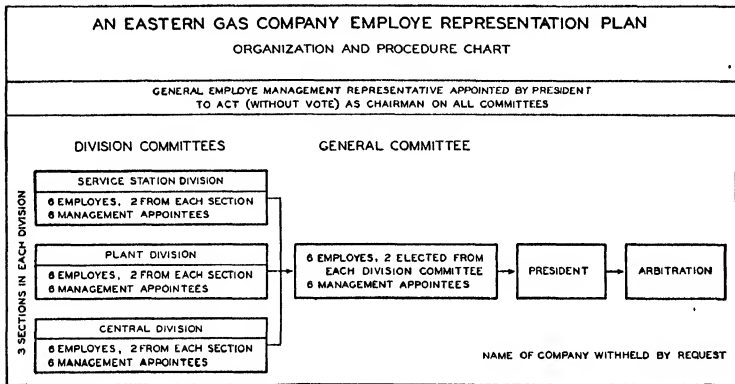 AN EASTERN GAS COMPANY EMPLOYE REPRESENTATION PLAN
ORGANIZATION AND PROCEDURE CHART
GENERAL EMPLOYE MANAGEMENT REPRESENTATIVE APPOINTED BY PRESIDENT
TO ACT (WITHOUT VOTE) AS CHAIRMAN ON ALL COMMITTEES
DIVISION COMMITTEES
GENERAL COMMITTEE
3 SECTIONS IN EACH DIVISION
SERVICE STATION DIVISION
6 EMPLOYES, 2 FROM EACH SECTION
6 MANAGEMENT APPOINTEES
PLANT DIVISION
6 EMPLOYES, 2 FROM EACH SECTION
6 MANAGEMENT APPOINTEES
CENTRAL DIVISION
6 EMPLOYES, 2 FROM EACH SECTION
6 MANAGEMENT APPOINTEES
6 EMPLOYES, 2 ELECTED FROM
EACH DIVISION COMMITTEE
6 MANAGEMENT APPOINTEES
PRESIDENT
ARBITRATION
NAME OF COMPANY WITHHELD BY REQUEST